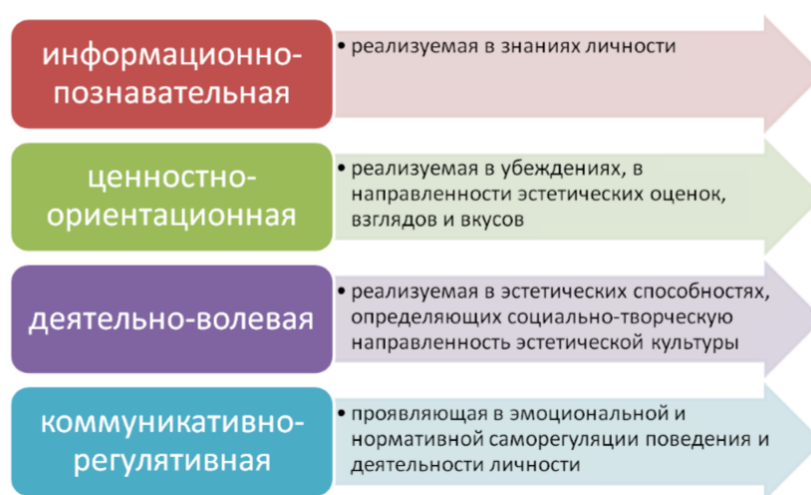 информационно-
познавательная
• реализуемая в знаниях личности
ценностно-
ориентационная
• реализуемая в убеждениях, в
направленности эстетических оценок,
взглядов и вкусов
деятельно-волевая
• реализуемая в эстетических способностях,
определяющих социально-творческую
направленность эстетической культуры
коммуникативно-
регулятивная
• проявляющая в эмоциональной и
нормативной саморегуляции поведения и
деятельности личности